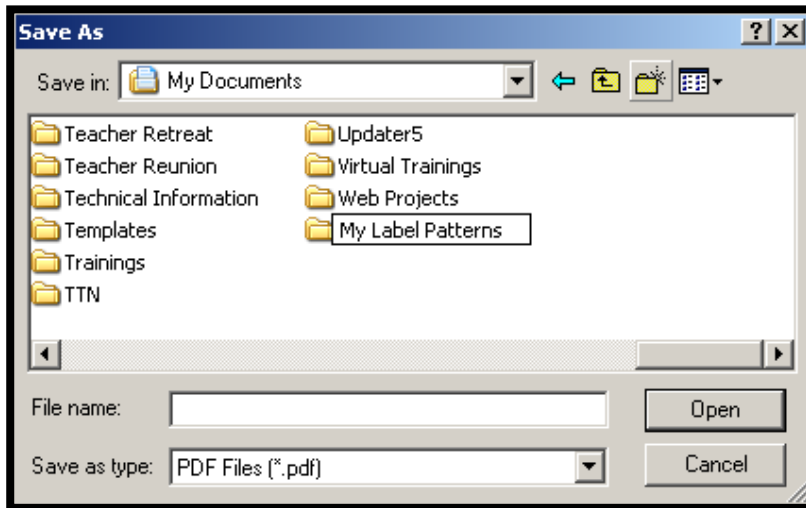 Save As
Save in: My Documents
Teacher Retreat
Teacher Reunion
Technical Information
Templates
Trainings
TTN
Updater5
Virtual Trainings
Web Projects
My Label Patterns
File name:
Open
Save as type: PDF Files (*.pdf)
Cancel